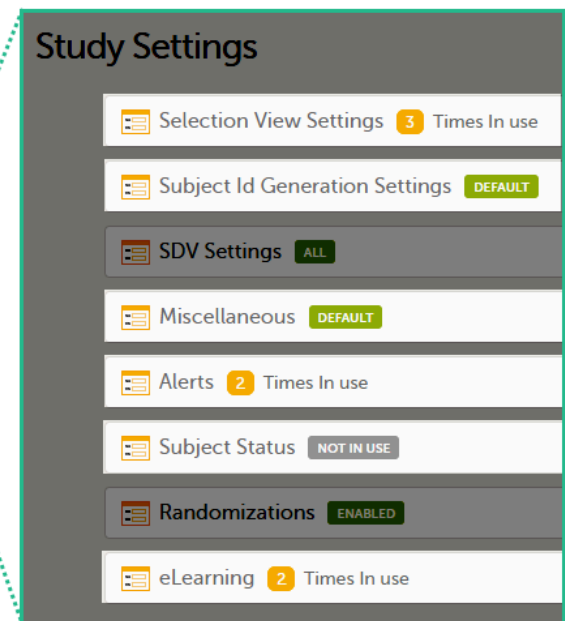 Study Settings
Selection View Settings 3 Times In use
Subject Id Generation Settings DEFAULT
SDV Settings ALL
Miscellaneous DEFAULT
Alerts 2 Times In use
Subject Status NOT IN USE
Randomizations ENABLED
eLearning 2 Times In use